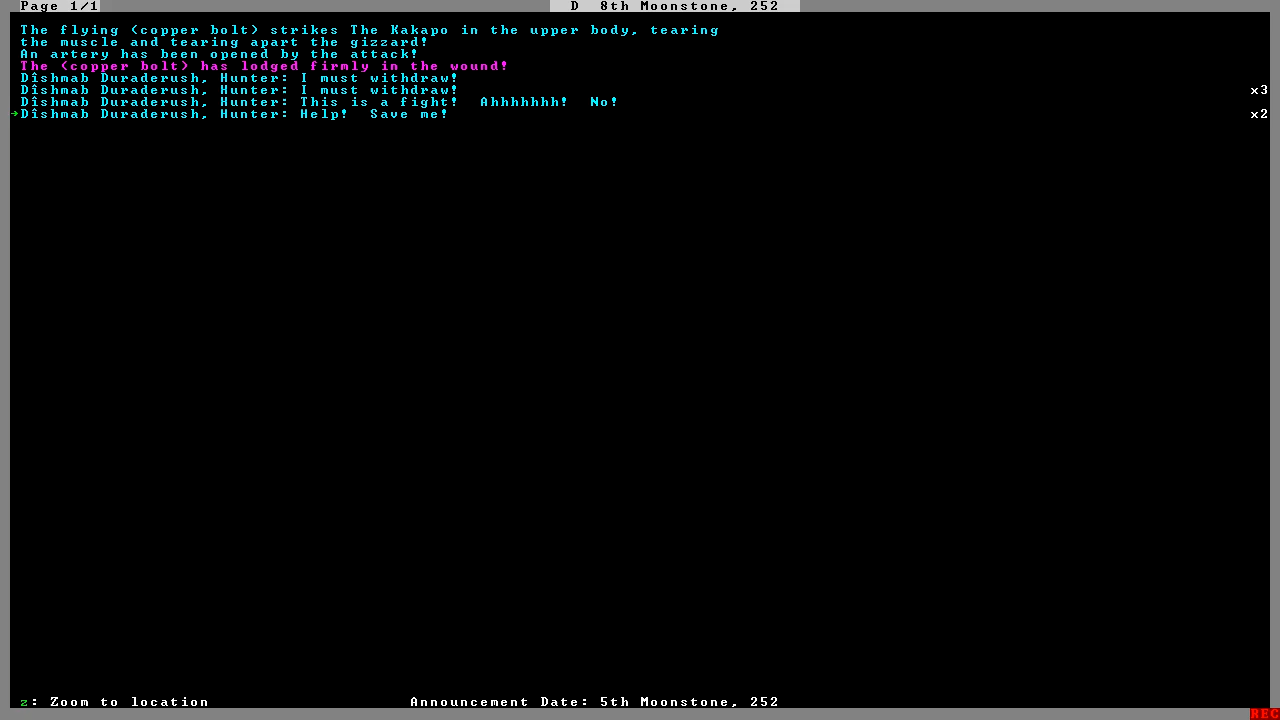 Page 1/1 D 8th Moonstone, 252
The flying (copper bolt) strikes The Kakapo in the upper body, tearing
the muscle and tearing apart the gizzard!
An artery has been opened by the attack!
The (copper bolt) has lodged firmly in the wound!
Dîshmab Duraderush, Hunter: I must withdraw!
Dîshmab Duraderush, Hunter: I must withdraw! x3
Dîshmab Duraderush, Hunter: This is a fight!  Ahhhhhhh!  No!
→Dîshmab Duraderush, Hunter: Help!  Save me! x2
z: Zoom to location Announcement Date: 5th Moonstone, 252
REC